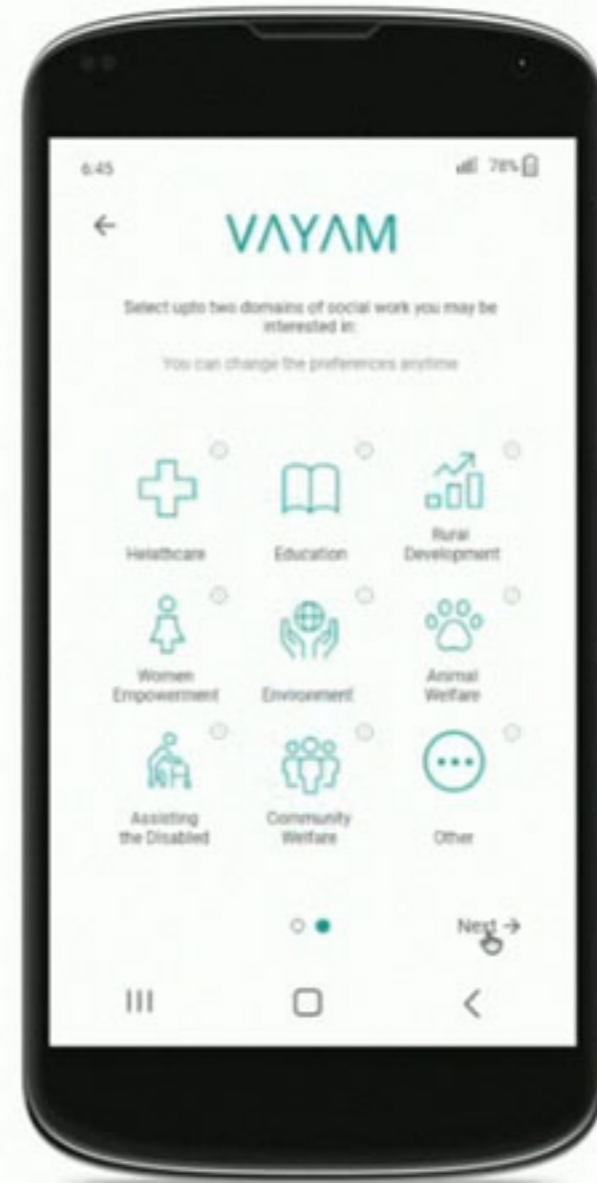 6:45
78%
VAYAM
Select upto two domains of social work you may be
interested in:
You can change the preferences anytime
Helathcare
Education
Rural
Development
Women
Empowerment
Environment
Animal
Welfare
Assisting
the Disabled
Community
Welfare
Other
Next